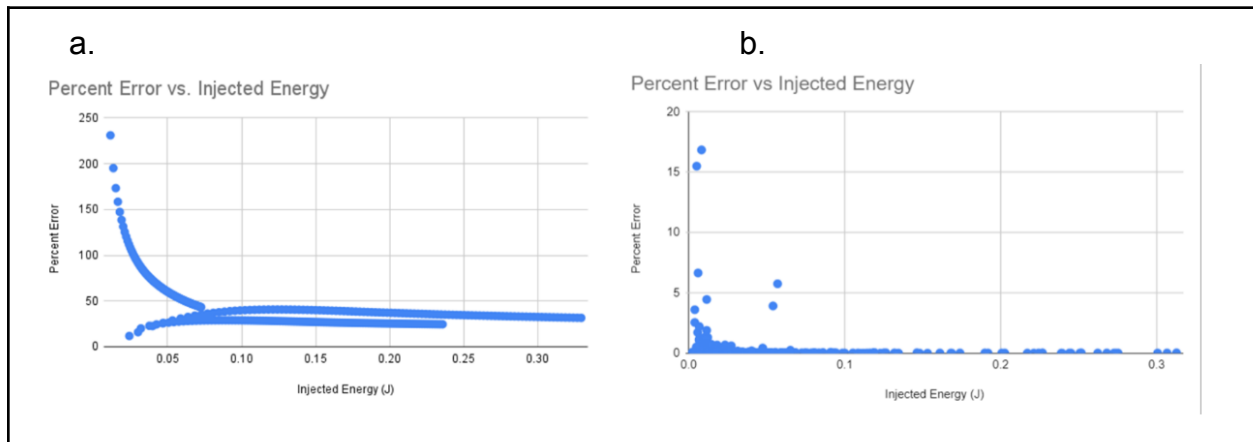 a.
Percent Error vs. Injected Energy
250
200
150
100
50
0
Percent Error
0.05
0.10
0.15
0.20
0.25
0.30
Injected Energy (J)
b.
Percent Error vs Injected Energy
20
15
10
5
0
Percent Error
0.0
0.1
0.2
0.3
Injected Energy (J)